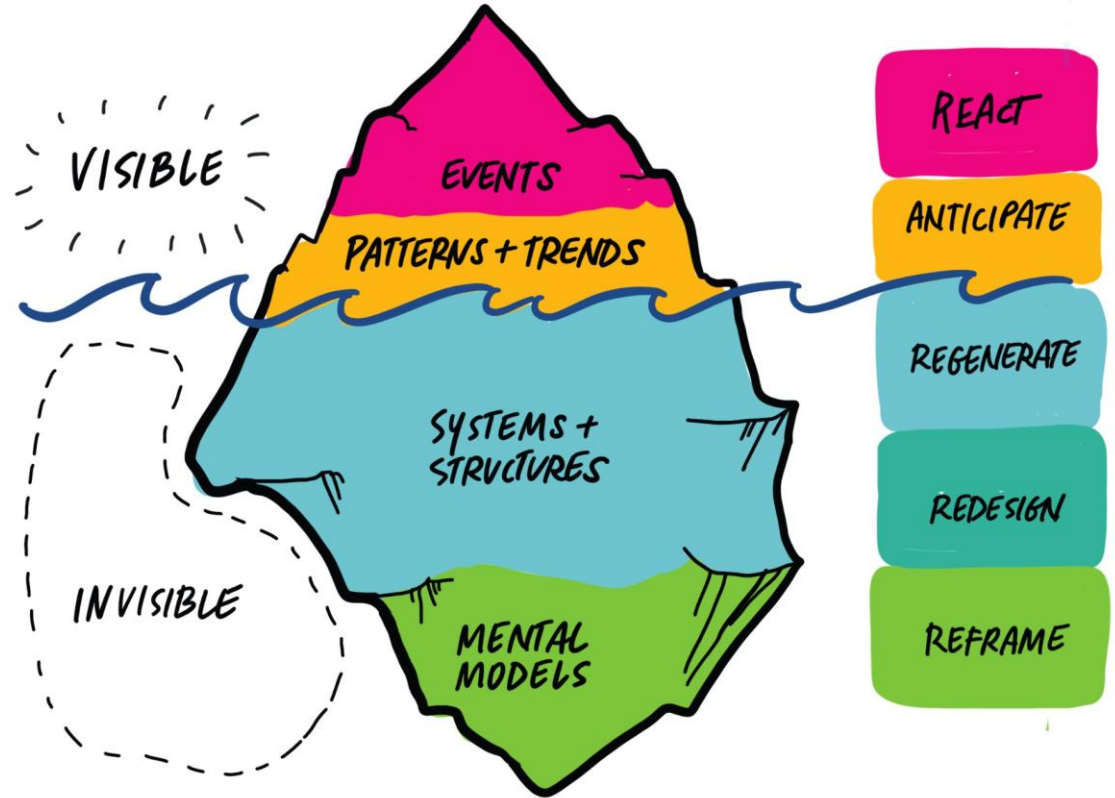 VISIBLE
EVENTS
PATTERNS + TRENDS
SYSTEMS +
STRUCTURES
INVISIBLE
MENTAL
MODELS
REACT
ANTICIPATE
REGENERATE
REDESIGN
REFRAME